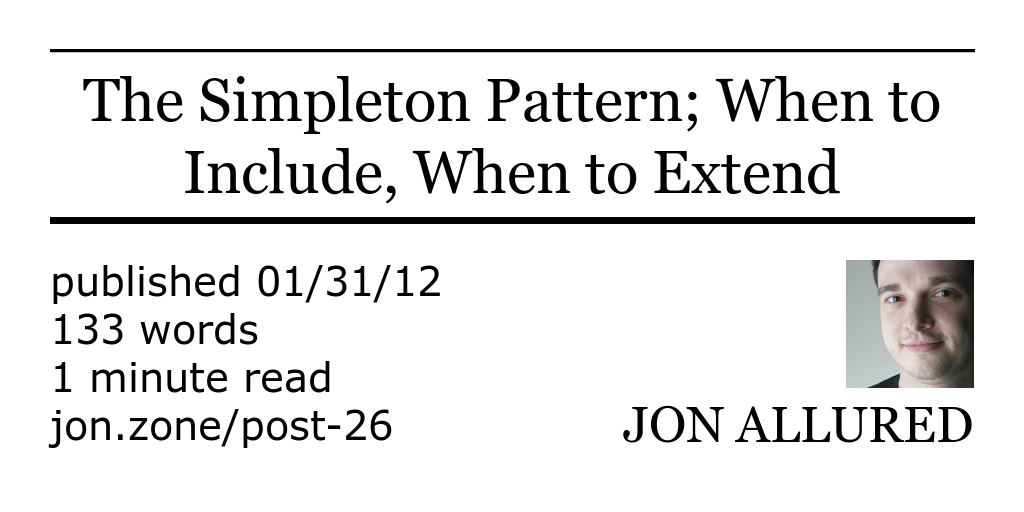 The Simpleton Pattern; When to
Include, When to Extend
published 01/31/12
133 words
1 minute read
jon.zone/post-26
JON ALLURED